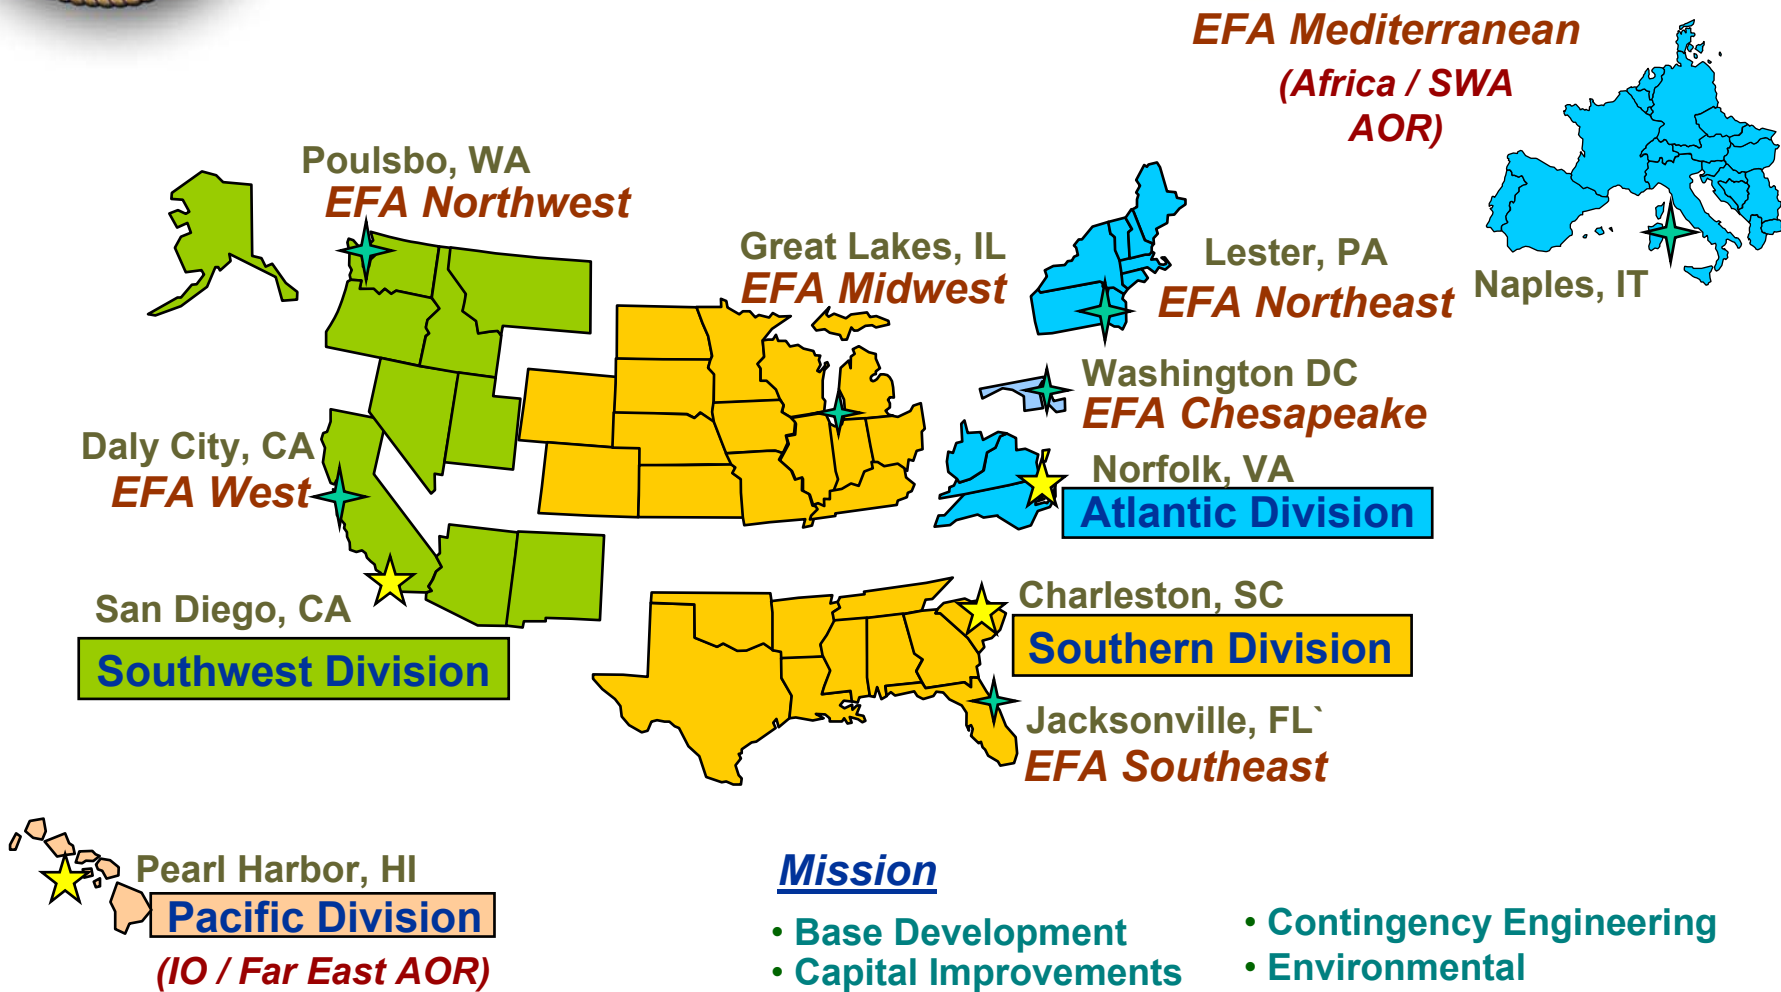 EFA Mediterranean
(Africa / SWA
AOR)
Poulsbo, WA
EFA Northwest
Great Lakes, IL
EFA Midwest
Lester, PA
EFA Northeast
Naples, IT
Washington DC
EFA Chesapeake
Daly City, CA
EFA West
Norfolk, VA
Atlantic Division
San Diego, CA
Southwest Division
Charleston, SC
Southern Division
Jacksonville, FL`
EFA Southeast
Pearl Harbor, HI
Pacific Division
(IO / Far East AOR)
Mission
• Base Development
• Capital Improvements
• Contingency Engineering
• Environmental